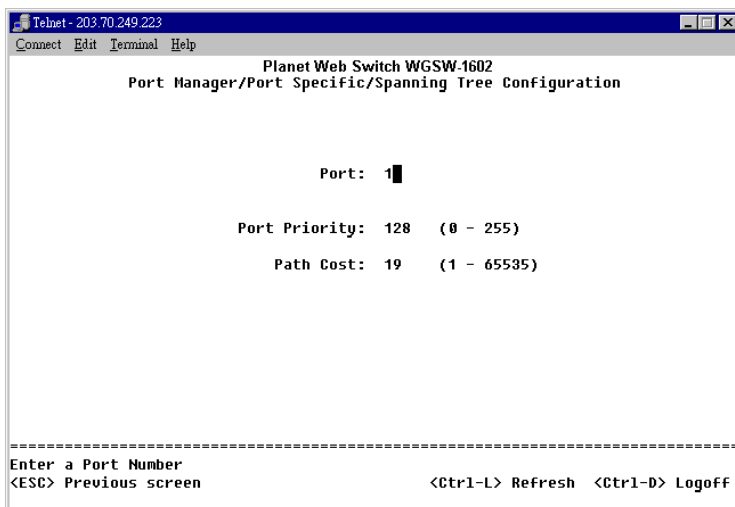 Telnet - 203.70.249.223
Connect Edit Terminal Help
Planet Web Switch WGSW-1602
Port Manager/Port Specific/Spanning Tree Configuration
Port: 1
Port Priority: 128 (0 - 255)
Path Cost: 19 (1 - 65535)
================================================================================
Enter a Port Number
<ESC> Previous screen <Ctrl-L> Refresh <Ctrl-D> Logoff